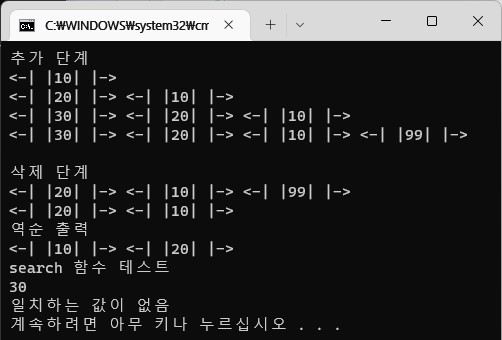 C:₩WINDOWS₩system32₩cm
추가 단계
<-| |10| |->
<-| |20| |-> <-| |10| |->
<-| |30| |-> <-| |20| |-> <-| |10| |->
<-| |30| |-> <-| |20| |-> <-| |10| |-> <-| |99| |->
삭제 단계
<-| |20| |-> <-| |10| |-> <-| |99| |->
<-| |20| |-> <-| |10| |->
역순 출력
<-| |10| |-> <-| |20| |->
search 함수 테스트
30
일치하는 값이 없음
계속하려면 아무 키나 누르십시오 . . .